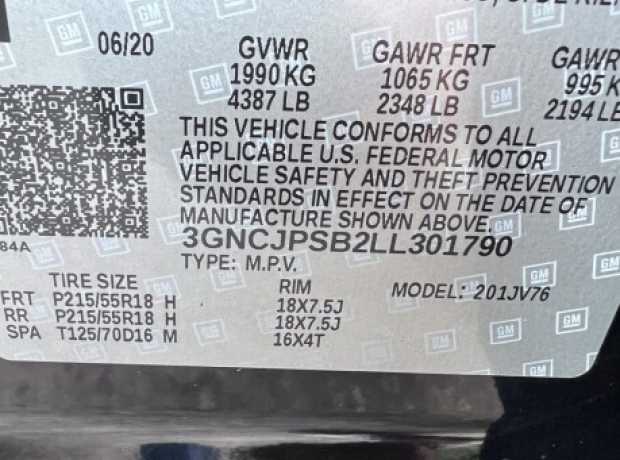 06/20 GVWR GAWR FRT GAWR
1990 KG 1065 KG 995 K
4387 LB 2348 LB 2194 LB
THIS VEHICLE CONFORMS TO ALL
APPLICABLE U.S. FEDERAL MOTOR
VEHICLE SAFETY AND THEFT PREVENTION
STANDARDS IN EFFECT ON THE DATE OF
MANUFACTURE SHOWN ABOVE.
84A 3GNCJPSB2LL301790
TYPE: M.P.V.
TIRE SIZE RIM MODEL: 201JV76
FRT P215/55R18 H 18X7.5J
RR P215/55R18 H 18X7.5J
SPA T125/70D16 M 16X4T